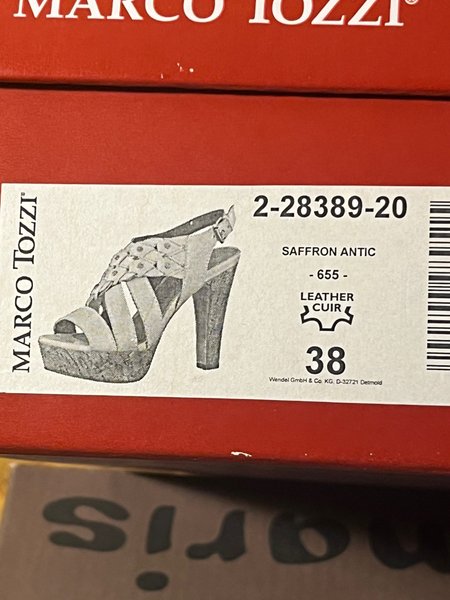 MARCO TOZZI®
MARCO TOZZI®
2-28389-20
SAFFRON ANTIC
- 655 -
LEATHER
CUIR
38
Wendel GmbH & Co. KG, D-32721 Detmold
maris